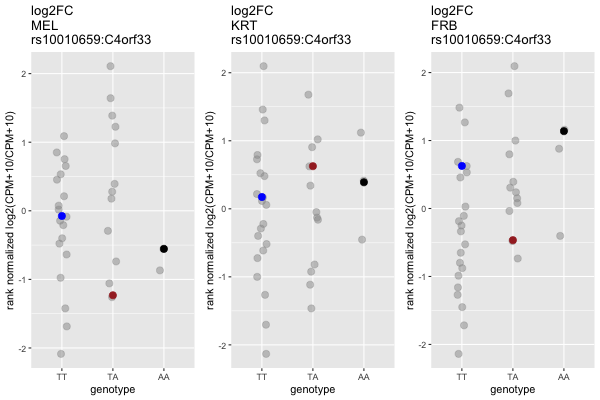 log2FC
MEL
rs10010659:C4orf33
rank normalized log2(CPM+10/CPM+10)
2
1
0
-1
-2
TT
TA
AA
genotype
log2FC
KRT
rs10010659:C4orf33
rank normalized log2(CPM+10/CPM+10)
2
1
0
-1
-2
TT
TA
AA
genotype
log2FC
FRB
rs10010659:C4orf33
rank normalized log2(CPM+10/CPM+10)
2
1
0
-1
-2
TT
TA
AA
genotype